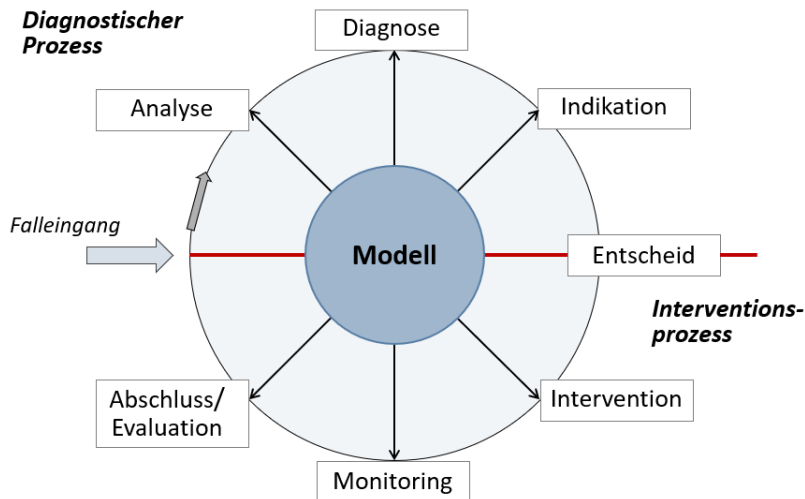 Diagnostischer
Prozess
Diagnose
Analyse
Indikation
Falleingang
Modell
Entscheid
Interventions-
prozess
Abschluss/
Evaluation
Intervention
Monitoring